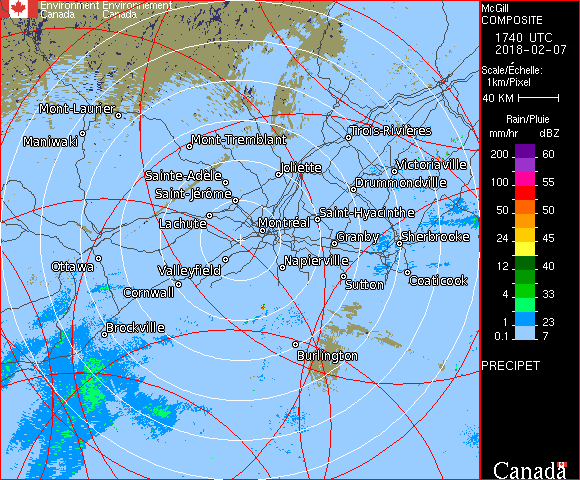 Environment Environnement
Canada Canada
McGill
COMPOSITE
1740 UTC
2018-02-07
Scale/Échelle:
1km/Pixel
40 KM
Rain/Pluie
mm/hr dBZ
200 60
100 55
50 50
24 45
12 40
4 33
1 23
0.1 7
PRECIPET
Canada
Mont-Laurier
Maniwaki
Mont-Tremblant
Trois-Rivières
Joliette
Victoriaville
Sainte-Adèle
Drummondville
Saint-Jérôme
Saint-Hyacinthe
Lachute
Montréal
Granby
Sherbrooke
Ottawa
Valleyfield
Napierville
Coaticook
Sutton
Cornwall
Brockville
Burlington